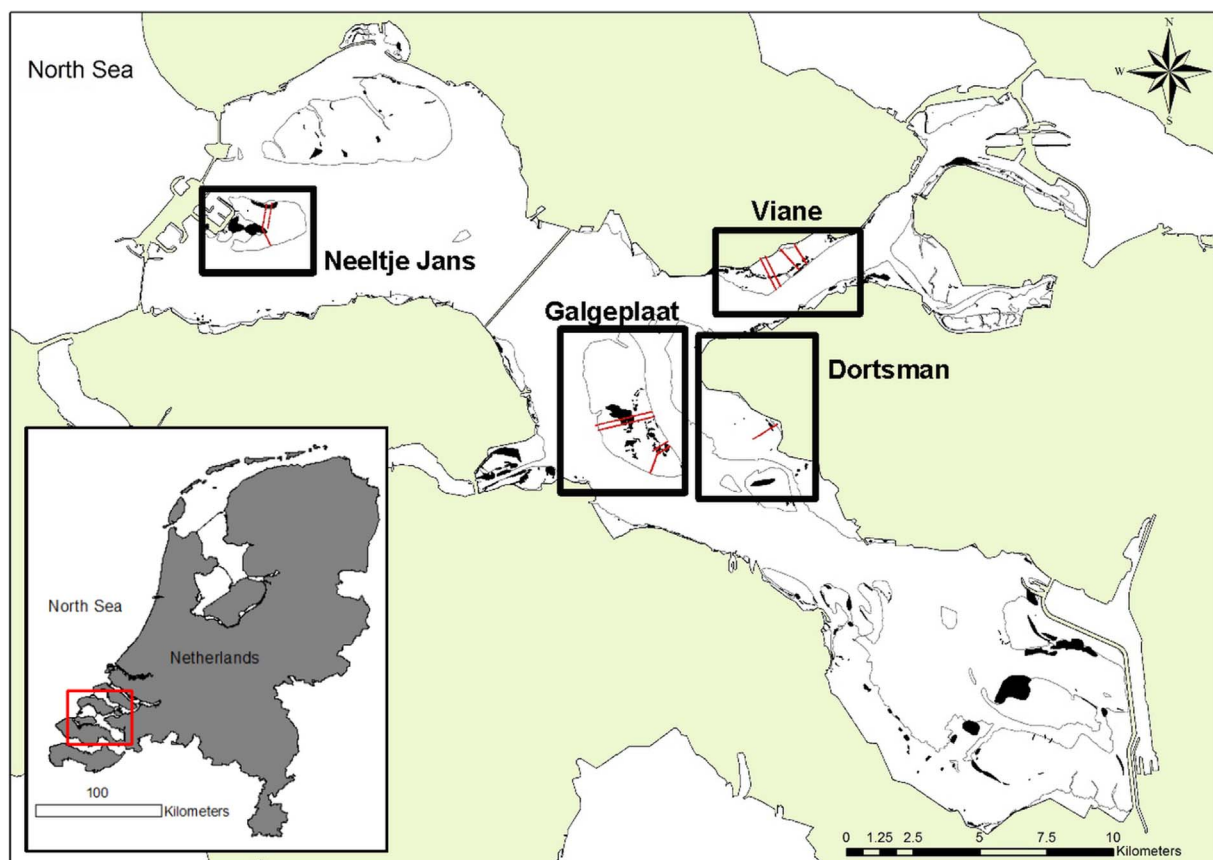 North Sea
N
W
E
S
Viane
Neeltje Jans
Galgeplaat
Dortsman
North Sea
Netherlands
100
Kilometers
0 1.25 2.5 5 7.5 10
Kilometers